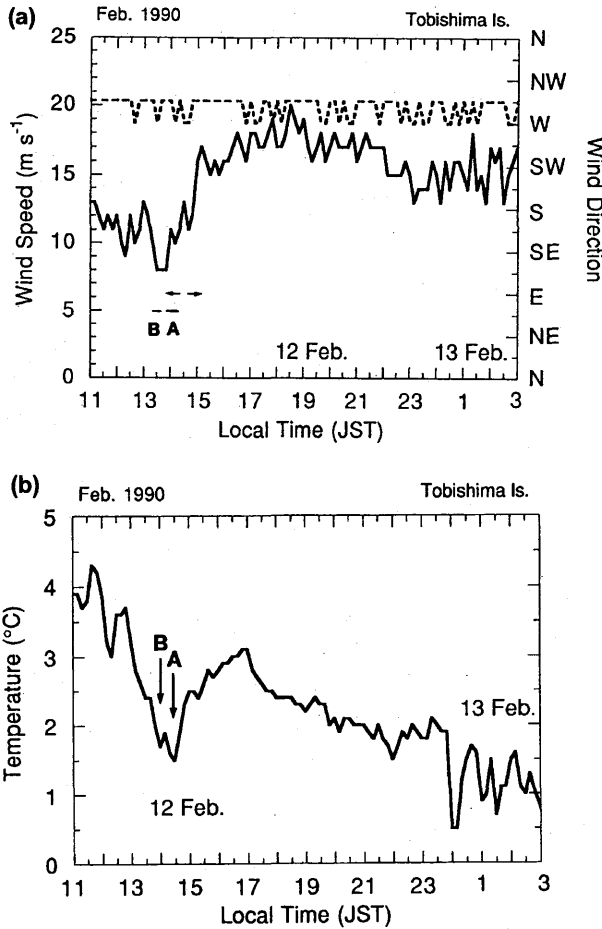 (a) Feb. 1990 Tobishima Is.
25 N
NW
20
W
15 SW
S
10
SE
5 E
B A
NE
12 Feb. 13 Feb.
0 N
Wind Speed (m s⁻¹)
Wind Direction
11 13 15 17 19 21 23 1 3
Local Time (JST)
(b) Feb. 1990 Tobishima Is.
5
4
B
A
3
13 Feb.
2
12 Feb.
1
0
Temperature (°C)
11 13 15 17 19 21 23 1 3
Local Time (JST)